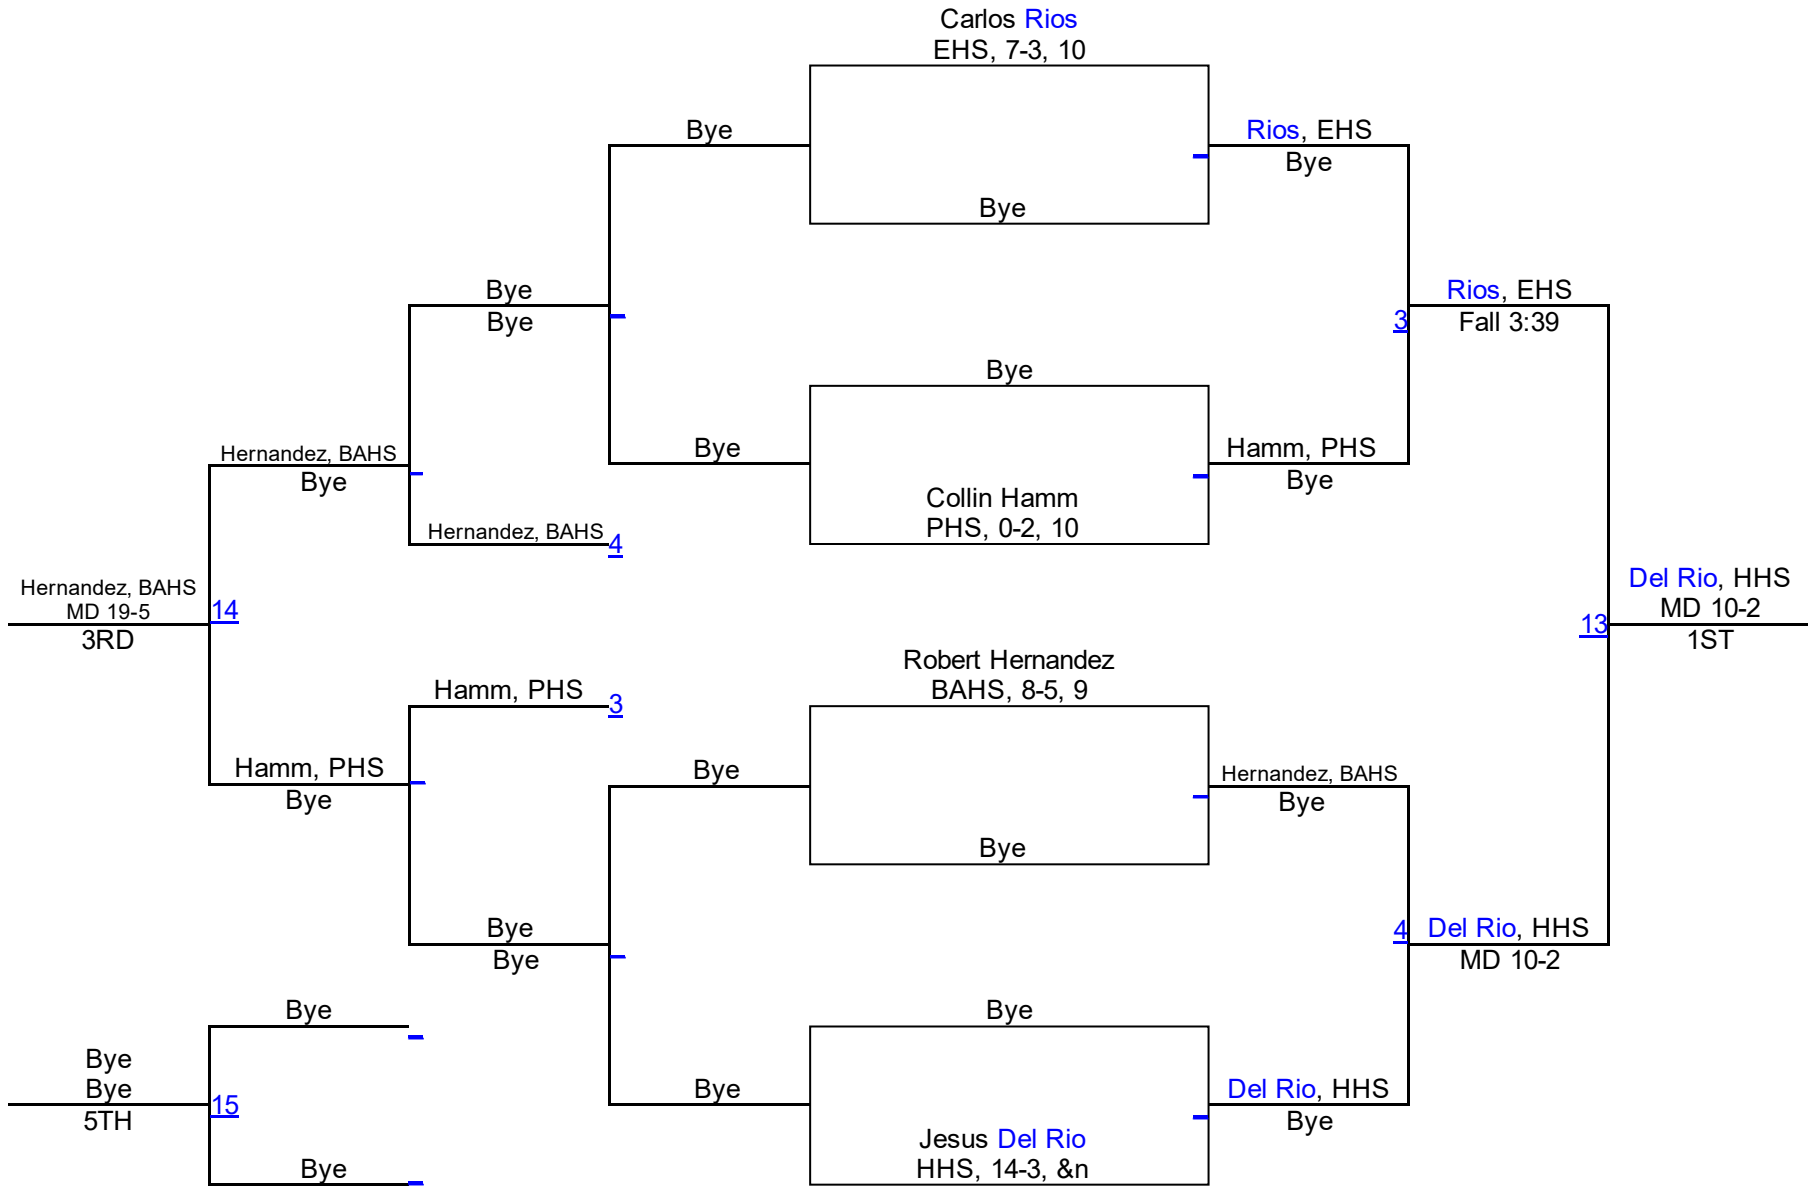 Carlos Rios
EHS, 7-3, 10
Bye
Rios, EHS
Bye
Bye
Bye
Bye
Rios, EHS
3
Fall 3:39
Bye
Bye
Hamm, PHS
Bye
Collin Hamm
PHS, 0-2, 10
Hernandez, BAHS
Bye
Hernandez, BAHS
4
Hernandez, BAHS
MD 19-5
3RD
14
Del Rio, HHS
MD 10-2
1ST
13
Robert Hernandez
BAHS, 8-5, 9
Hamm, PHS
3
Hamm, PHS
Bye
Bye
Hernandez, BAHS
Bye
Bye
Bye
Bye
4
Del Rio, HHS
MD 10-2
Bye
Bye
Bye
Bye
5TH
15
Bye
Bye
Del Rio, HHS
Bye
Jesus Del Rio
HHS, 14-3, &n